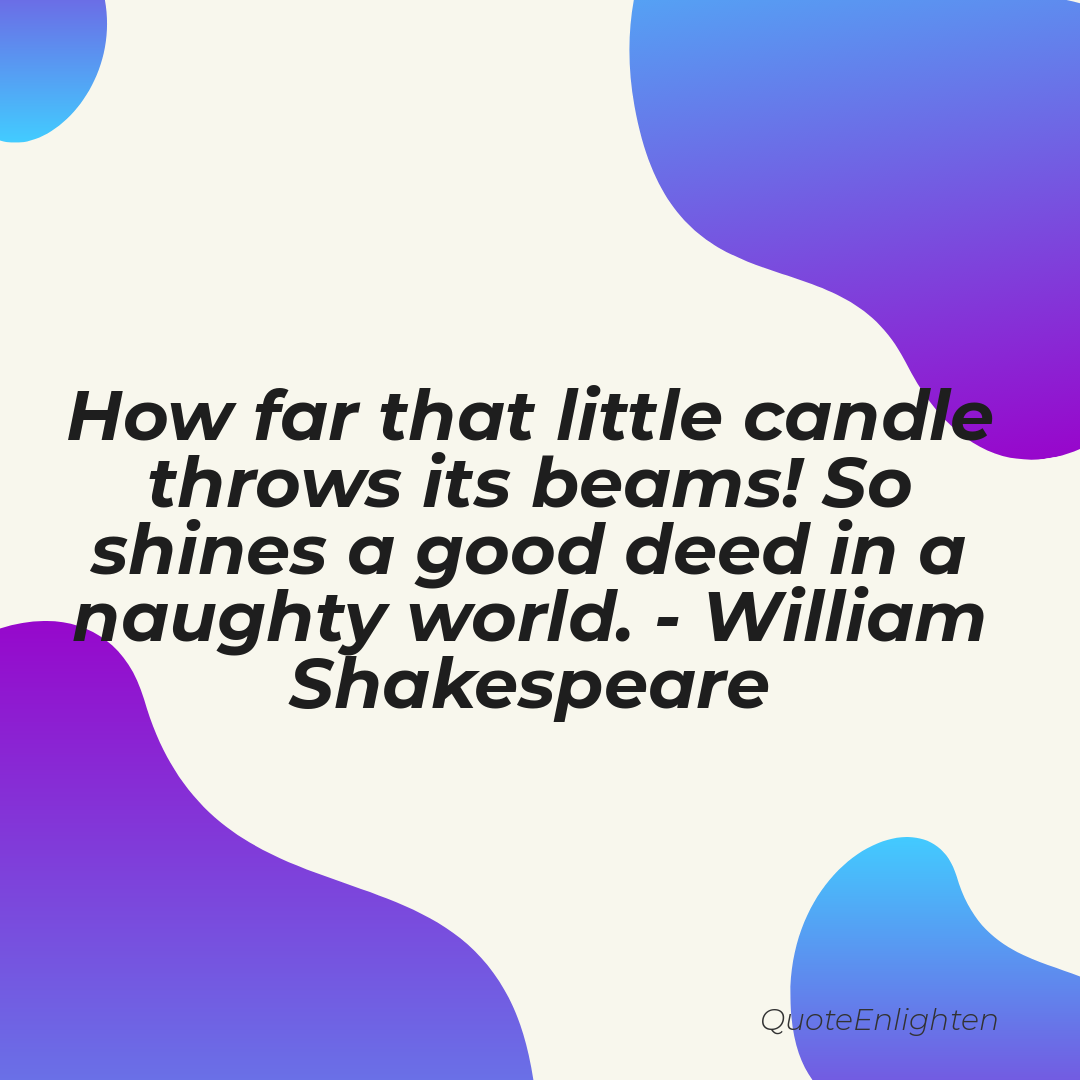 How far that little candle
throws its beams! So
shines a good deed in a
naughty world. - William
Shakespeare
QuoteEnlighten